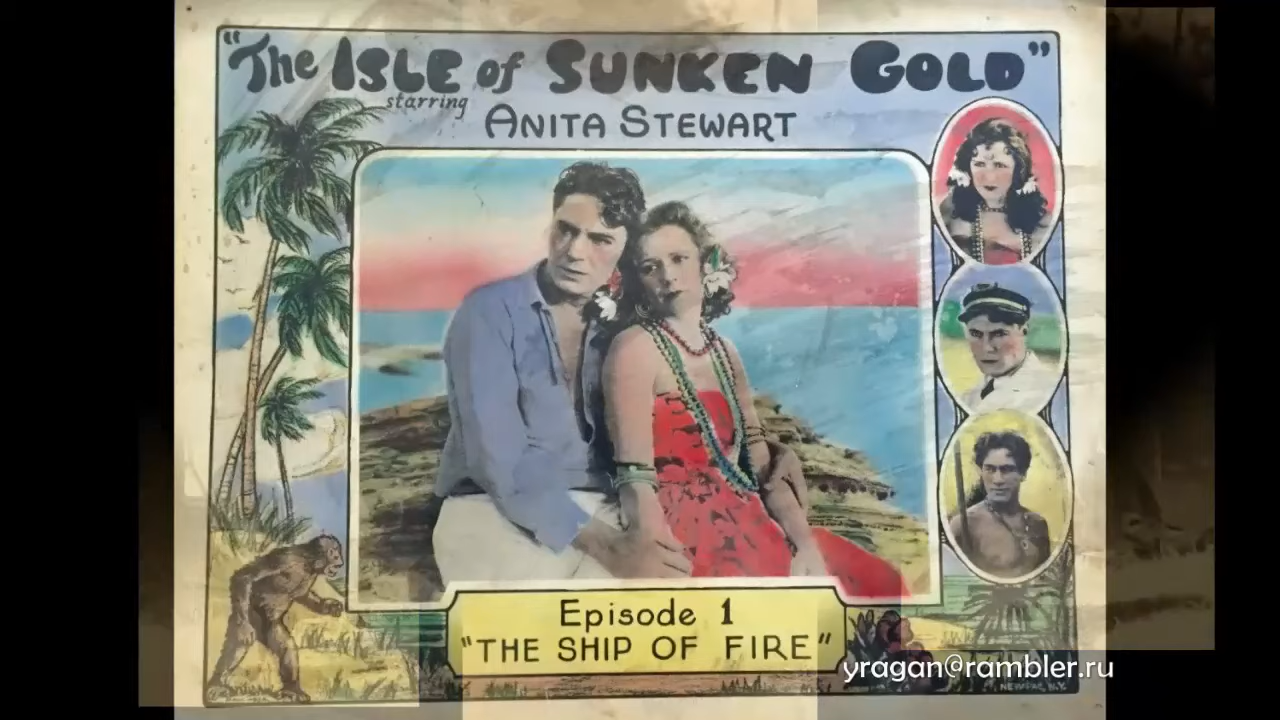 "The ISLE of SUNKEN GOLD"
starring
ANITA STEWART
Episode 1
"THE SHIP OF FIRE"
yragan@rambler.ru
N.Y.